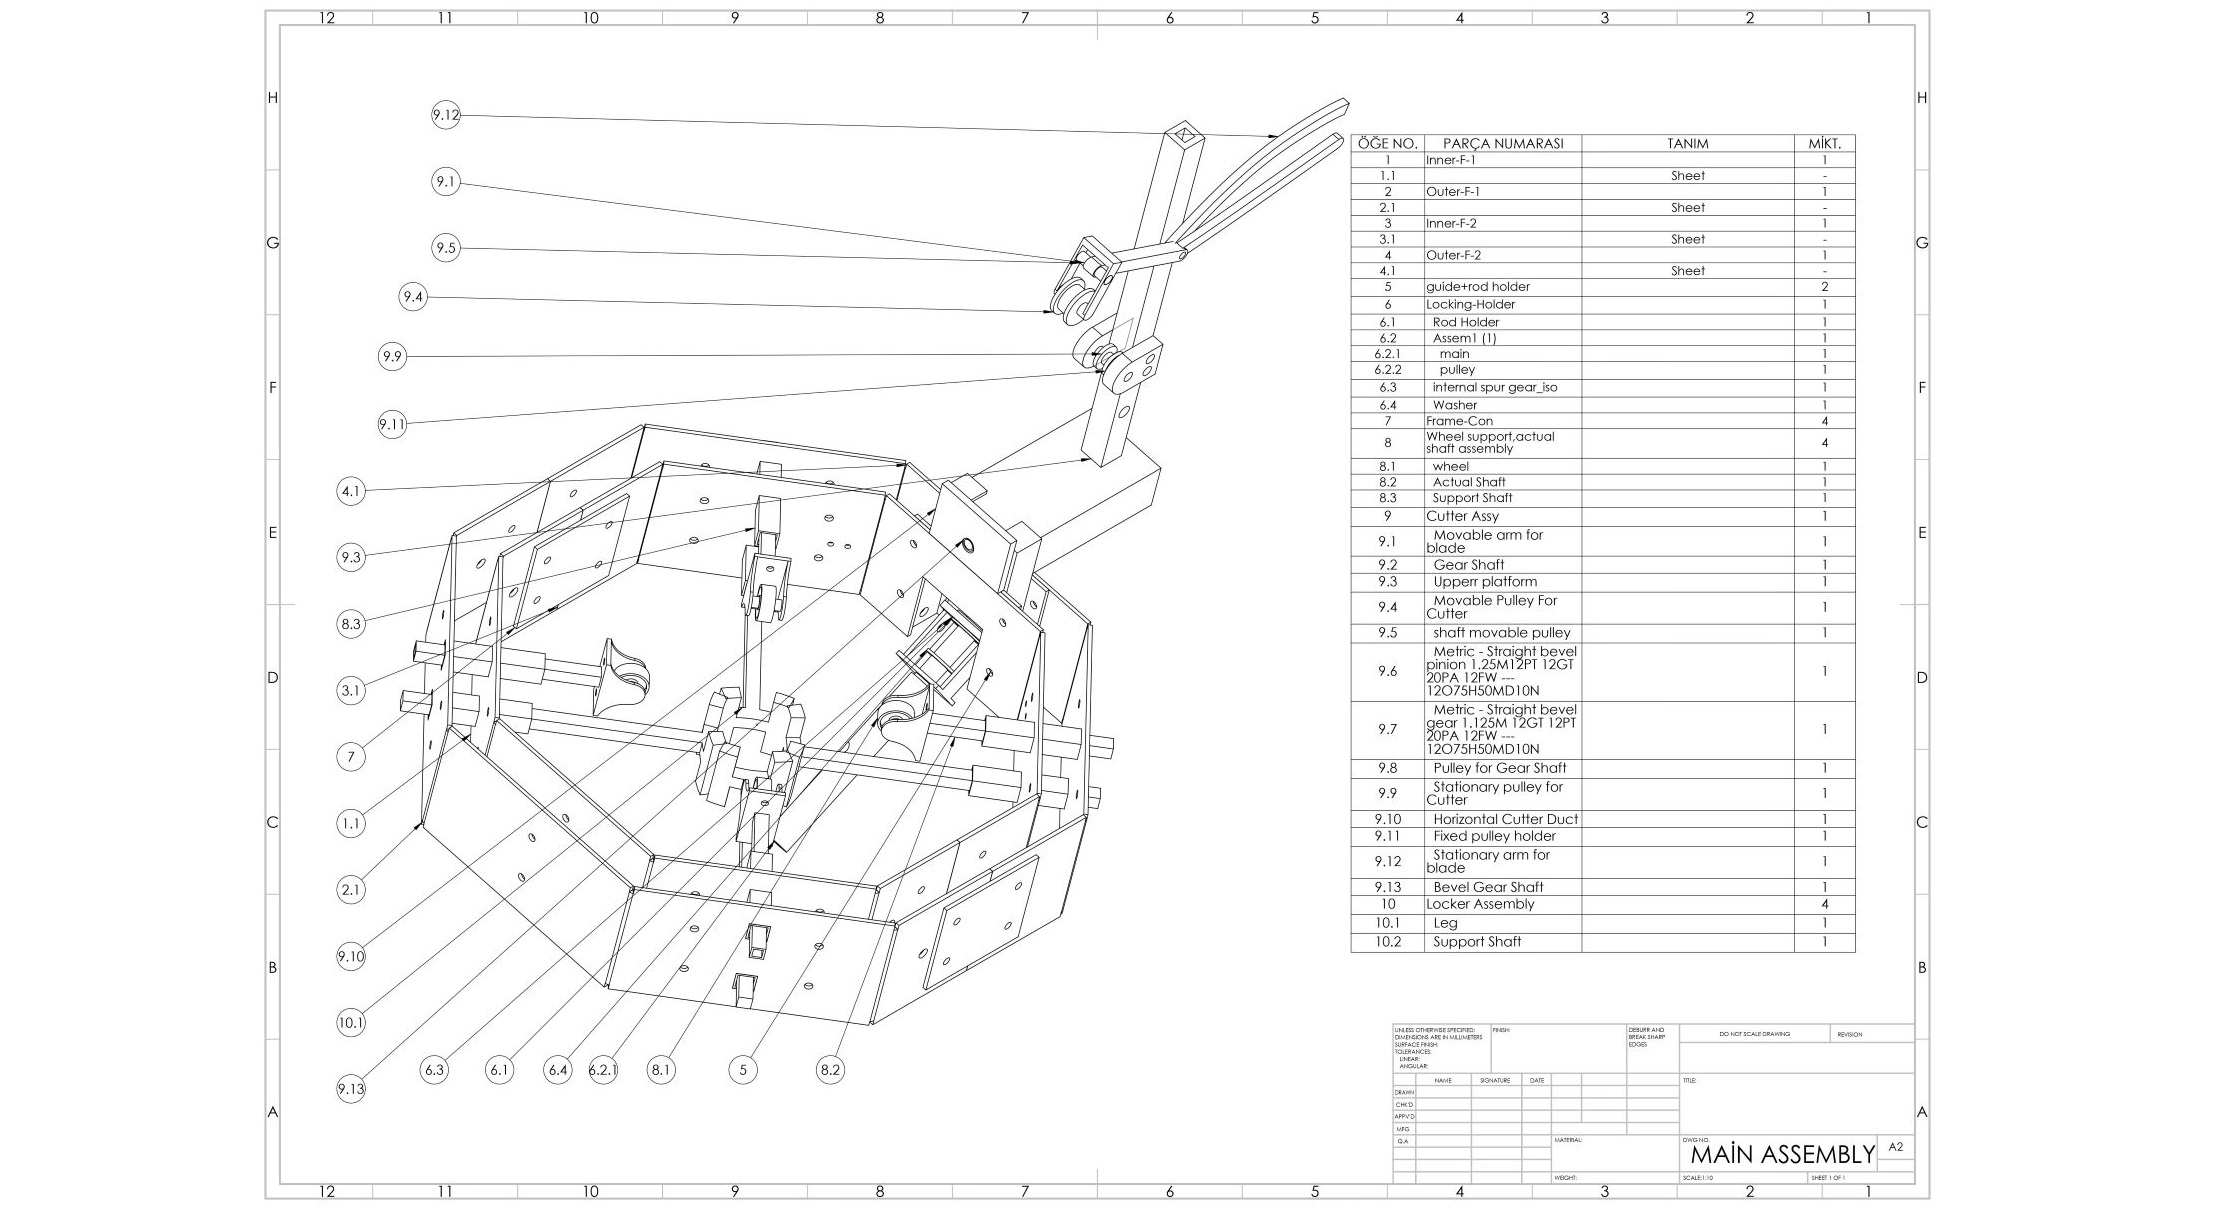 12 11 10 9 8 7 6 5 4 3 2 1
H H
G G
F F
E E
D D
C C
B B
A A
9.12
9.1
9.5
9.4
9.9
9.11
4.1
9.3
8.3
3.1
7
1.1
2.1
9.10
10.1
9.13
6.3 6.1 6.4 6.2.1 8.1 5 8.2
ÖĞE NO. PARÇA NUMARASI TANIM MİKT.
1 Inner-F-1 1
1.1 Sheet -
2 Outer-F-1 1
2.1 Sheet -
3 Inner-F-2 1
3.1 Sheet -
4 Outer-F-2 1
4.1 Sheet -
5 guide+rod holder 2
6 Locking-Holder 1
6.1 Rod Holder 1
6.2 Assem1 (1) 1
6.2.1 main 1
6.2.2 pulley 1
6.3 internal spur gear_iso 1
6.4 Washer 1
7 Frame-Con 4
8 Wheel support,actual
shaft assembly 4
8.1 wheel 1
8.2 Actual Shaft 1
8.3 Support Shaft 1
9 Cutter Assy 1
9.1 Movable arm for
blade 1
9.2 Gear Shaft 1
9.3 Upperr platform 1
9.4 Movable Pulley For
Cutter 1
9.5 shaft movable pulley 1
9.6 Metric - Straight bevel
pinion 1.25M12PT 12GT
20PA 12FW ---
12O75H50MD10N 1
9.7 Metric - Straight bevel
gear 1.125M 12GT 12PT
20PA 12FW ---
12O75H50MD10N 1
9.8 Pulley for Gear Shaft 1
9.9 Stationary pulley for
Cutter 1
9.10 Horizontal Cutter Duct 1
9.11 Fixed pulley holder 1
9.12 Stationary arm for
blade 1
9.13 Bevel Gear Shaft 1
10 Locker Assembly 4
10.1 Leg 1
10.2 Support Shaft 1
UNLESS OTHERWISE SPECIFIED:
DIMENSIONS ARE IN MILLIMETERS
SURFACE FINISH:
TOLERANCES:
LINEAR:
ANGULAR:
FINISH:
DEBURR AND
BREAK SHARP
EDGES
DO NOT SCALE DRAWING
REVISION
NAME SIGNATURE DATE
DRAWN
CHK'D
APPV'D
MFG
Q.A
TITLE:
MATERIAL:
DWG NO.
MAİN ASSEMBLY
A2
WEIGHT:
SCALE:1:10
SHEET 1 OF 1
12 11 10 9 8 7 6 5 4 3 2 1